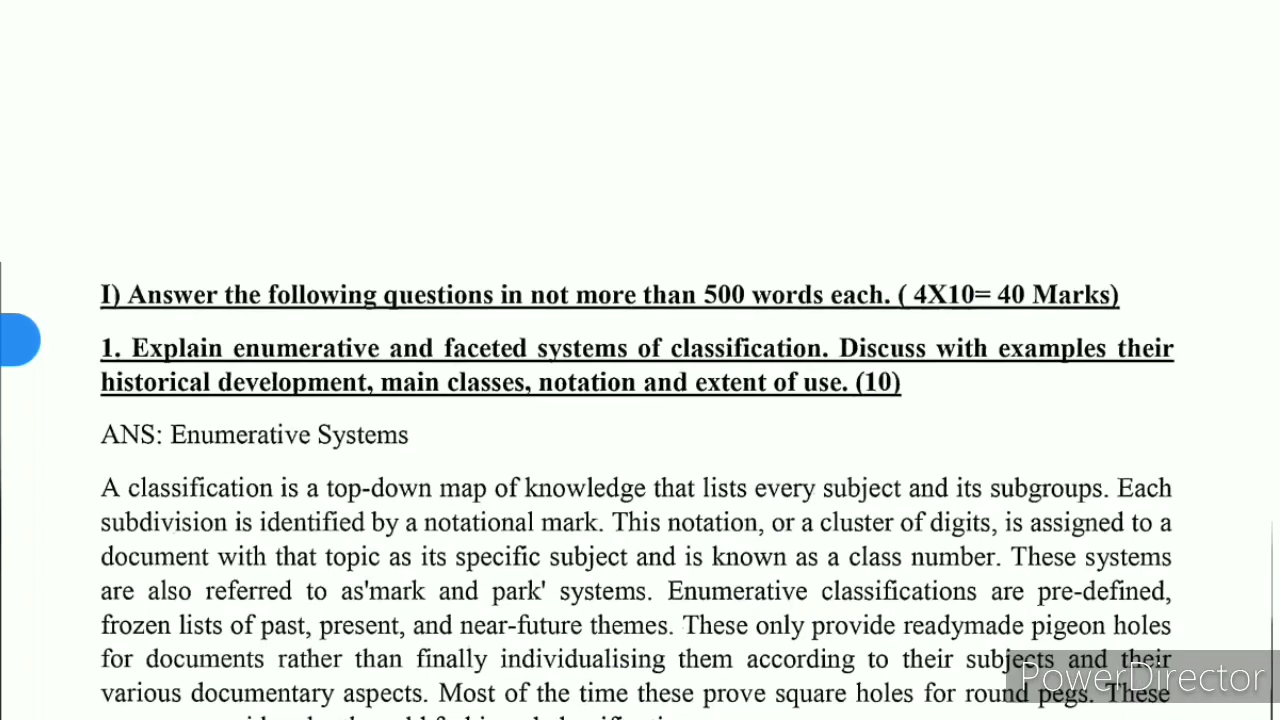 I) Answer the following questions in not more than 500 words each. ( 4X10= 40 Marks)
1. Explain enumerative and faceted systems of classification. Discuss with examples their
historical development, main classes, notation and extent of use. (10)
ANS: Enumerative Systems
A classification is a top-down map of knowledge that lists every subject and its subgroups. Each
subdivision is identified by a notational mark. This notation, or a cluster of digits, is assigned to a
document with that topic as its specific subject and is known as a class number. These systems
are also referred to as'mark and park' systems. Enumerative classifications are pre-defined,
frozen lists of past, present, and near-future themes. These only provide readymade pigeon holes
for documents rather than finally individualising them according to their subjects and their
various documentary aspects. Most of the time these prove square holes for round pegs. These
PowerDirector